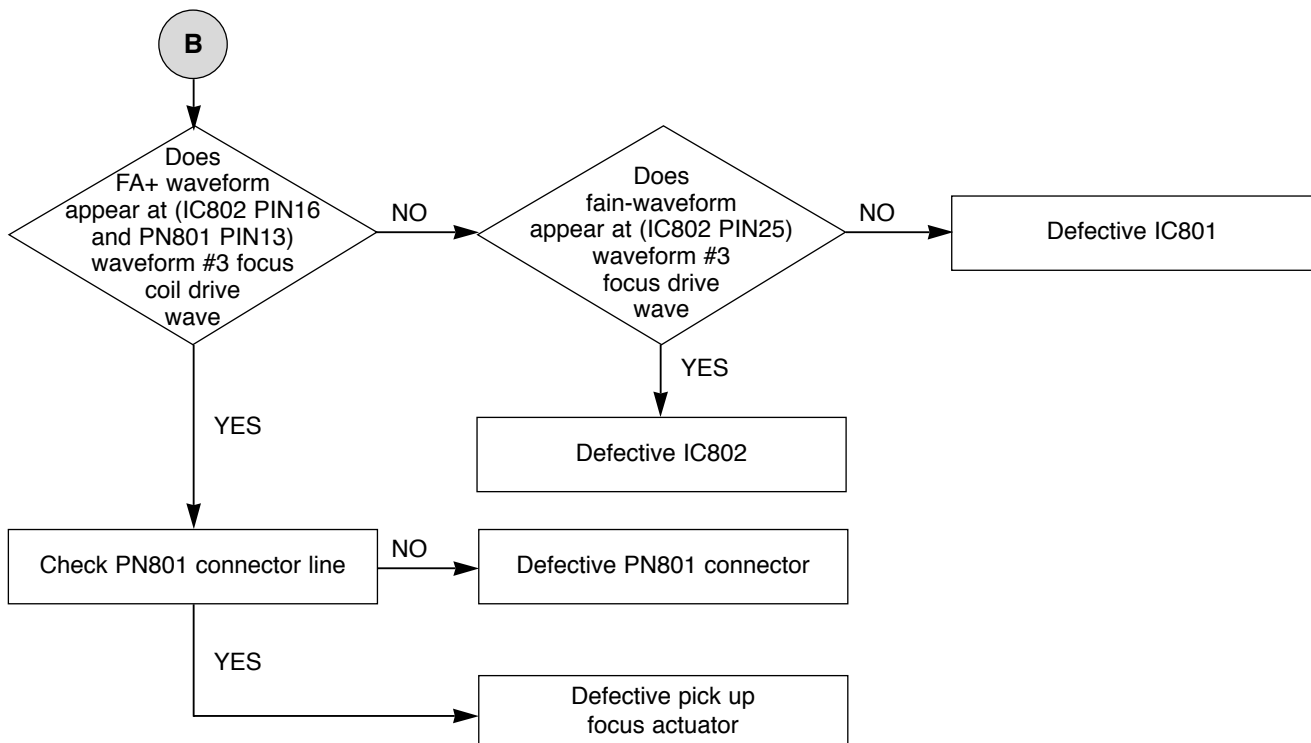 B
Does
FA+ waveform
appear at (IC802 PIN16
and PN801 PIN13)
waveform #3 focus
coil drive
wave
NO
Does
fain-waveform
appear at (IC802 PIN25)
waveform #3
focus drive
wave
NO
Defective IC801
YES
Defective IC802
YES
Check PN801 connector line
NO
Defective PN801 connector
YES
Defective pick up
focus actuator